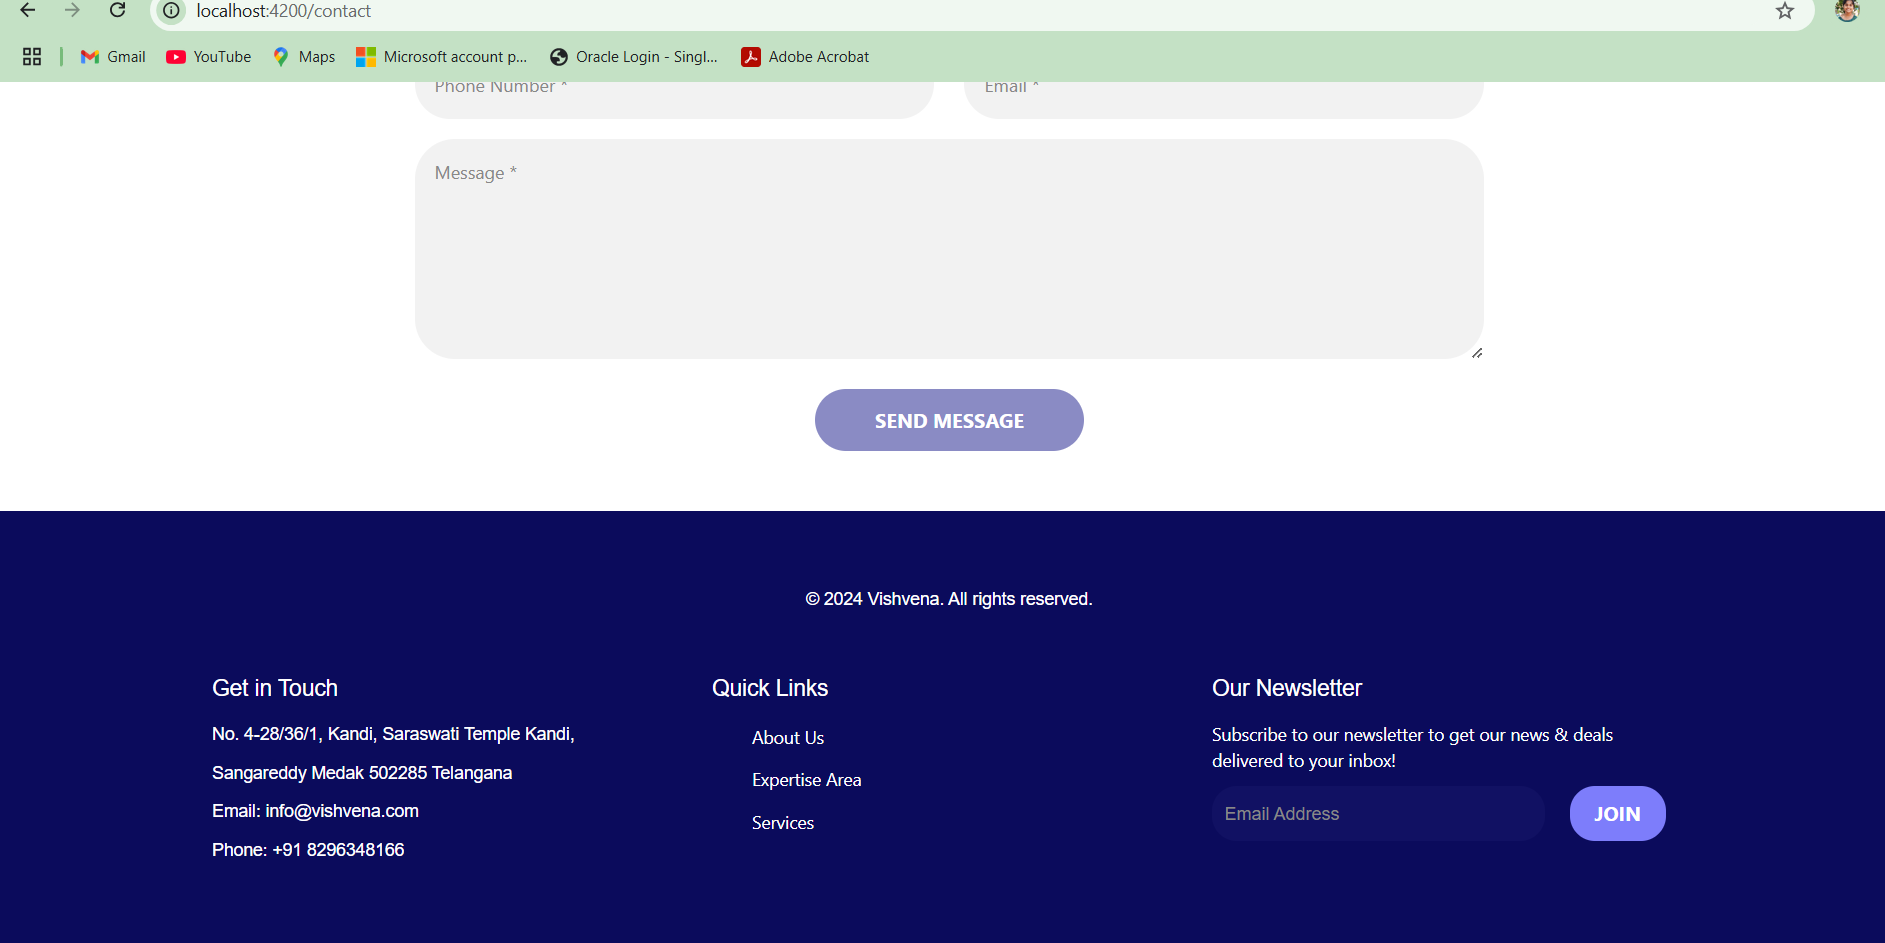 localhost:4200/contact
Gmail YouTube Maps Microsoft account p... Oracle Login - Singl... Adobe Acrobat
Phone Number * Email *
Message *
SEND MESSAGE
© 2024 Vishvena. All rights reserved.
Get in Touch
No. 4-28/36/1, Kandi, Saraswati Temple Kandi,
Sangareddy Medak 502285 Telangana
Email: info@vishvena.com
Phone: +91 8296348166
Quick Links
About Us
Expertise Area
Services
Our Newsletter
Subscribe to our newsletter to get our news & deals
delivered to your inbox!
Email Address JOIN